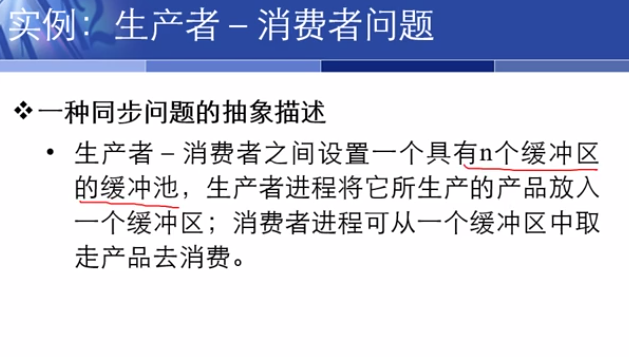 实例：生产者－消费者问题
❖一种同步问题的抽象描述
• 生产者－消费者之间设置一个具有n个缓冲区
的缓冲池，生产者进程将它所生产的产品放入
一个缓冲区；消费者进程可从一个缓冲区中取
走产品去消费。